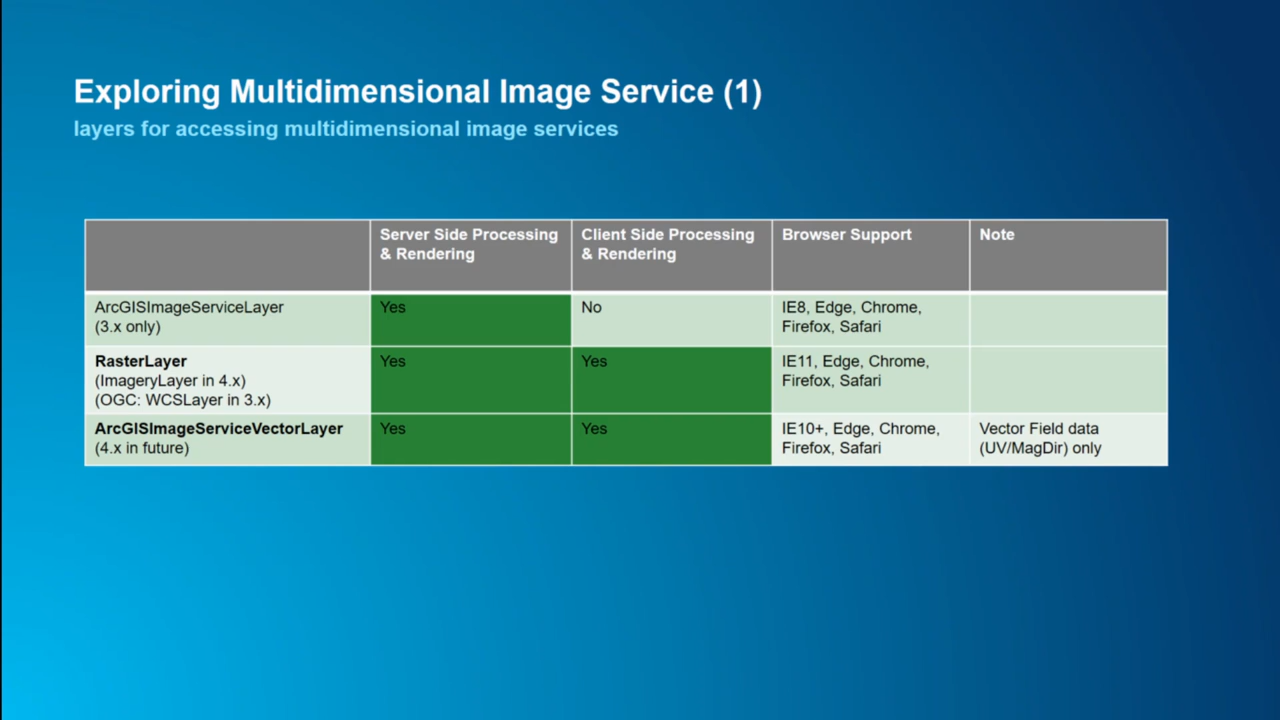 Exploring Multidimensional Image Service (1)
layers for accessing multidimensional image services
Server Side Processing
& Rendering
Client Side Processing
& Rendering
Browser Support
Note
ArcGISImageServiceLayer
(3.x only)
Yes
No
IE8, Edge, Chrome,
Firefox, Safari
RasterLayer
(ImageryLayer in 4.x)
(OGC: WCSLayer in 3.x)
Yes
Yes
IE11, Edge, Chrome,
Firefox, Safari
ArcGISImageServiceVectorLayer
(4.x in future)
Yes
Yes
IE10+, Edge, Chrome,
Firefox, Safari
Vector Field data
(UV/MagDir) only